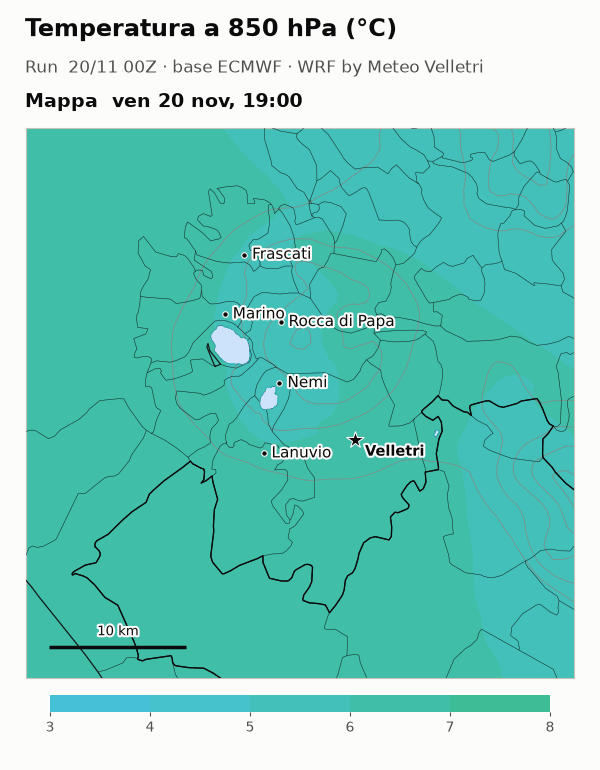 Temperatura a 850 hPa (°C)
Run 20/11 00Z · base ECMWF · WRF by Meteo Velletri
Mappa ven 20 nov, 19:00
Frascati
Marino
Rocca di Papa
Nemi
Velletri
Lanuvio
10 km
3 4 5 6 7 8